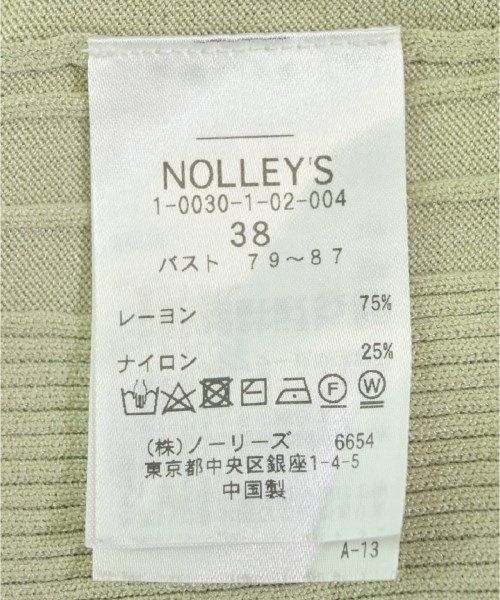 NOLLEY'S
1-0030-1-02-004
38
バスト 79～87
レーヨン 75%
ナイロン 25%
F W
(株)ノーリーズ 6654
東京都中央区銀座1-4-5
中国製
A-13